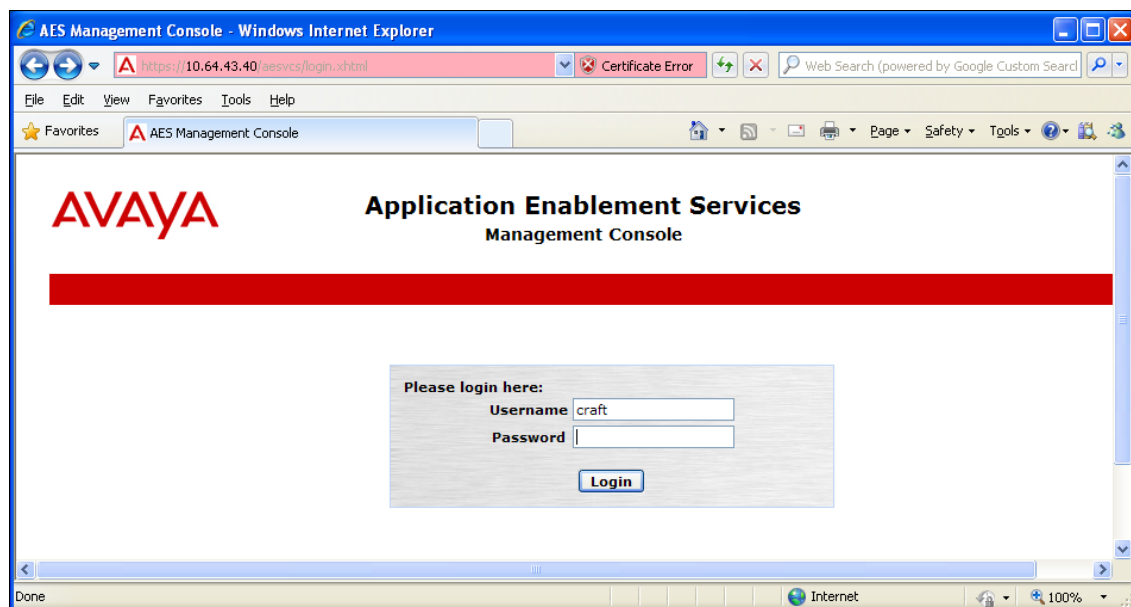 AES Management Console - Windows Internet Explorer
https://10.64.43.40/aesvcs/login.xhtml
Certificate Error
Web Search (powered by Google Custom Search
File Edit View Favorites Tools Help
Favorites
AES Management Console
Page
Safety
Tools
AVAYA
Application Enablement Services
Management Console
Please login here:
Username craft
Password
Login
Done
Internet
100%